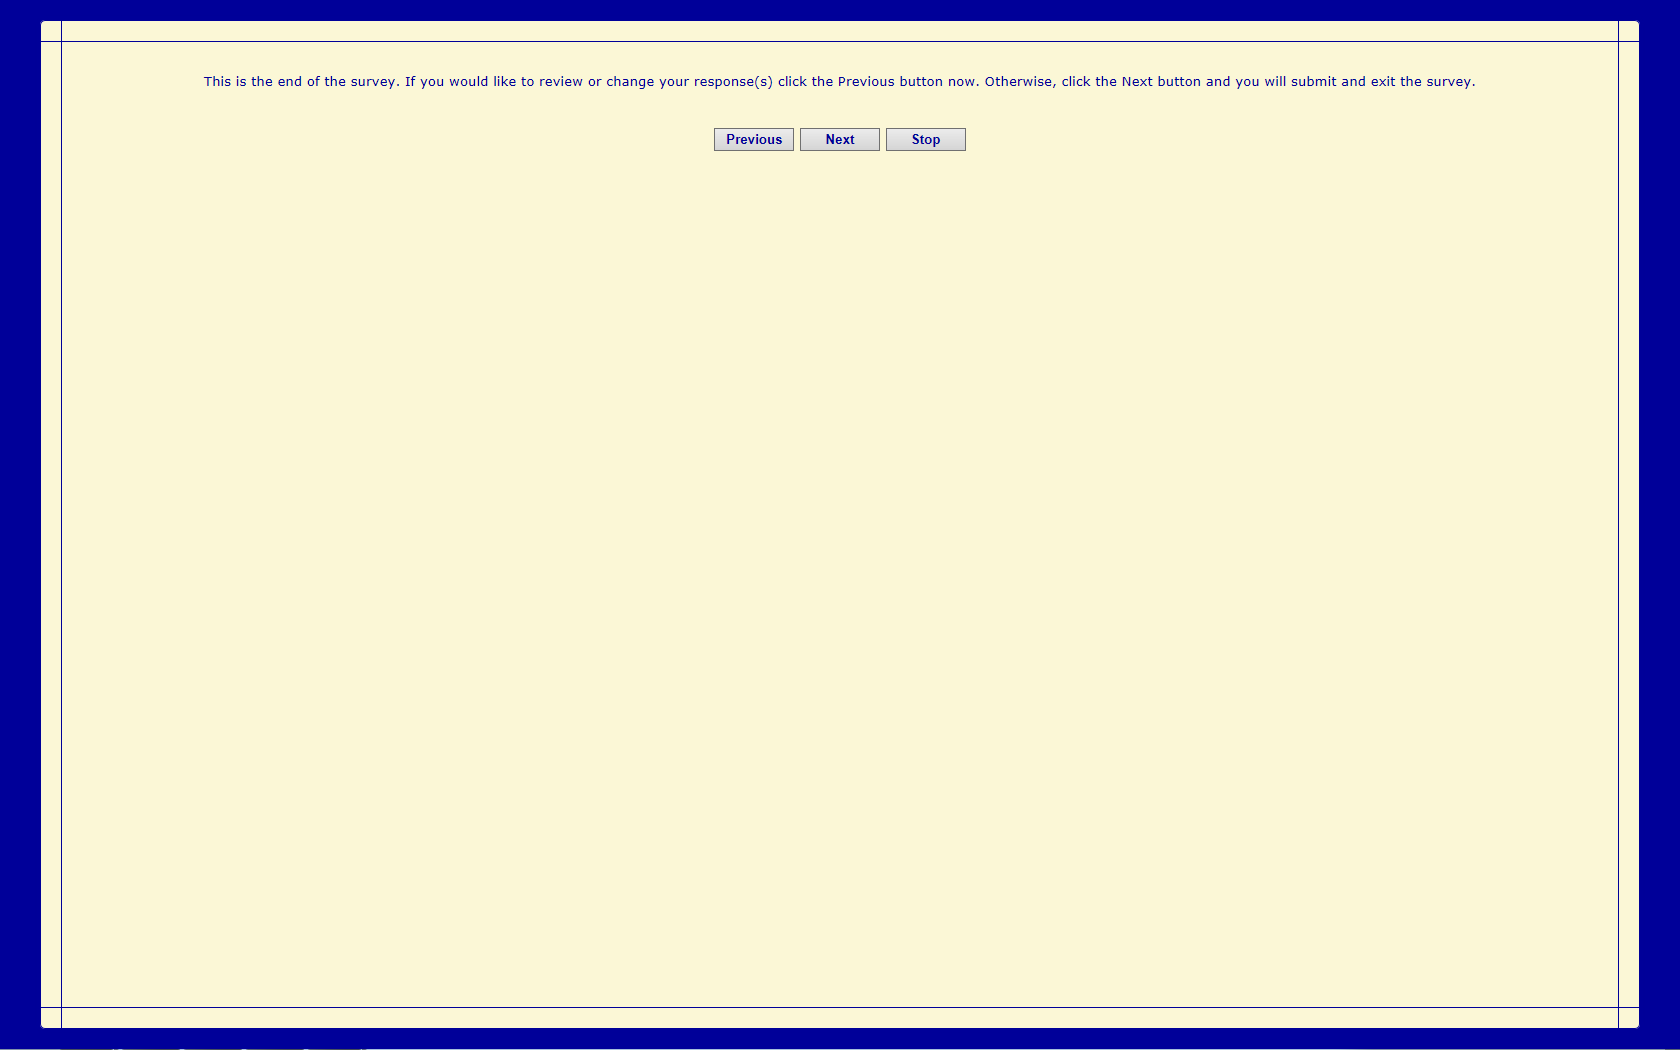 This is the end of the survey. If you would like to review or change your response(s) click the Previous button now. Otherwise, click the Next button and you will submit and exit the survey.
Previous Next Stop